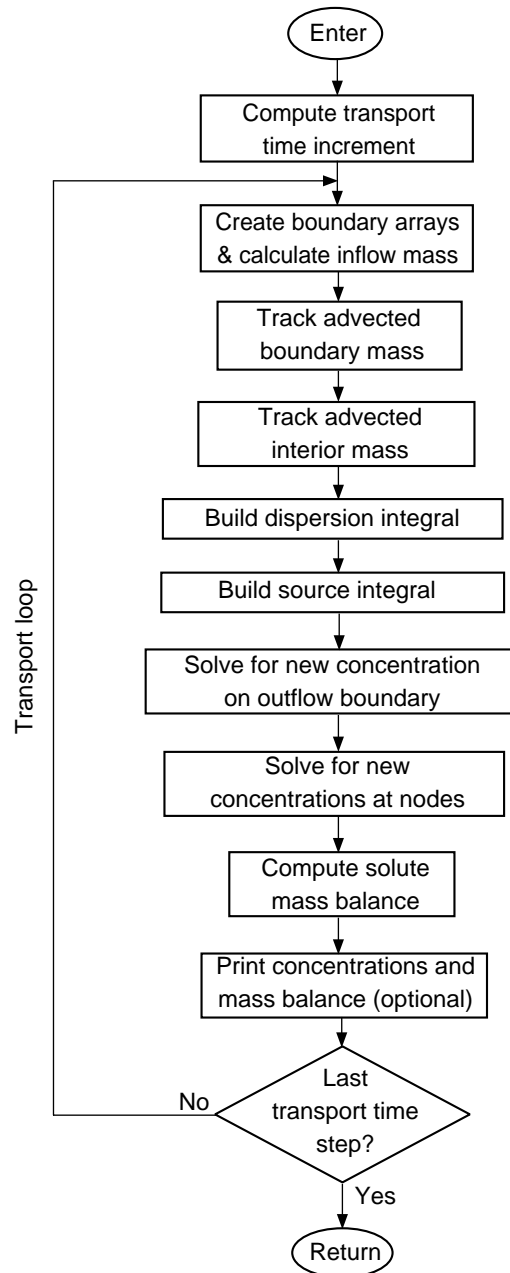 Enter
Compute transport
time increment
Create boundary arrays
& calculate inflow mass
Track advected
boundary mass
Track advected
interior mass
Build dispersion integral
Build source integral
Solve for new concentration
on outflow boundary
Solve for new
concentrations at nodes
Compute solute
mass balance
Print concentrations and
mass balance (optional)
Last
transport time
step?
No
Yes
Return
Transport loop